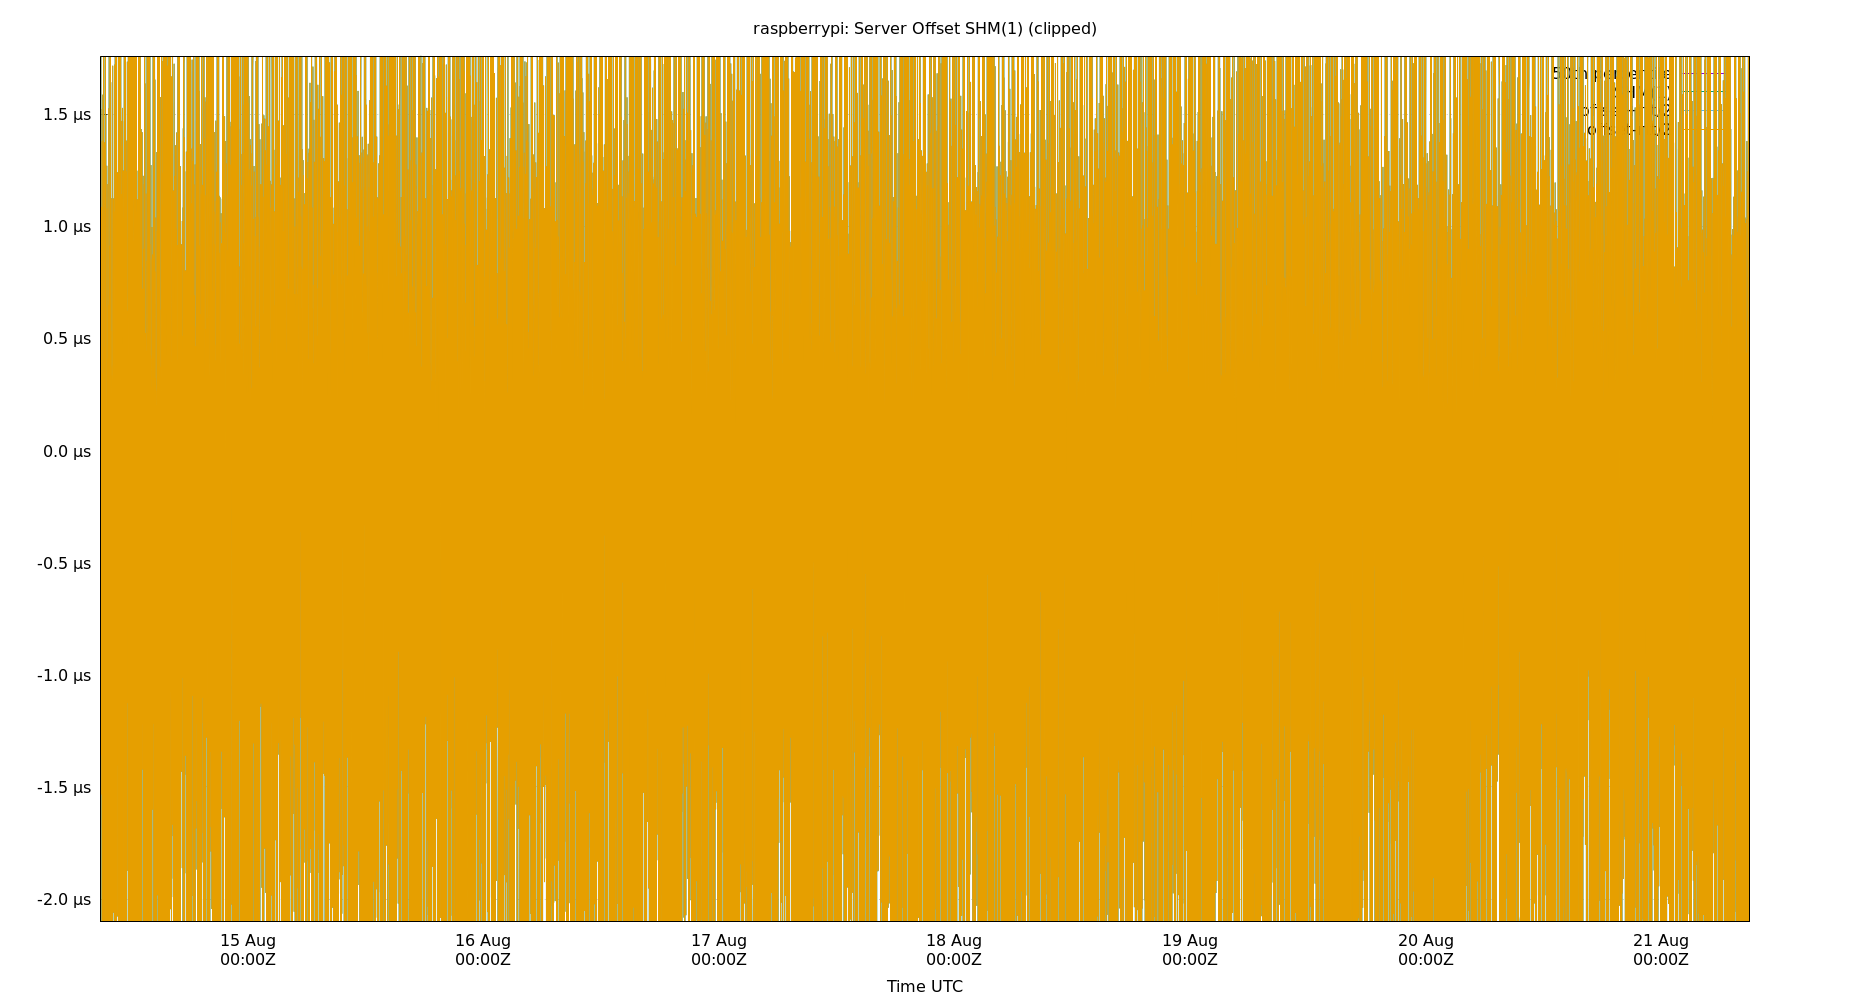 raspberrypi: Server Offset SHM(1) (clipped)
1.5 µs
1.0 µs
0.5 µs
0.0 µs
-0.5 µs
-1.0 µs
-1.5 µs
-2.0 µs
15 Aug
00:00Z
16 Aug
00:00Z
17 Aug
00:00Z
18 Aug
00:00Z
19 Aug
00:00Z
20 Aug
00:00Z
21 Aug
00:00Z
Time UTC